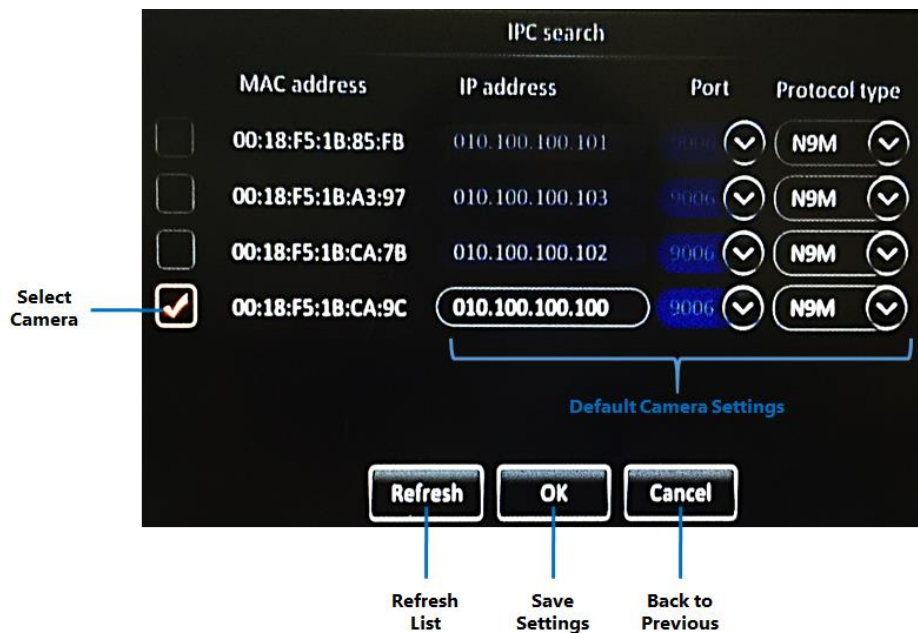 IPC search
MAC address IP address Port Protocol type
00:18:F5:1B:85:FB 010.100.100.101 9006 N9M
00:18:F5:1B:A3:97 010.100.100.103 9006 N9M
00:18:F5:1B:CA:7B 010.100.100.102 9006 N9M
Select
Camera
00:18:F5:1B:CA:9C 010.100.100.100 9006 N9M
Default Camera Settings
Refresh OK Cancel
Refresh
List
Save
Settings
Back to
Previous